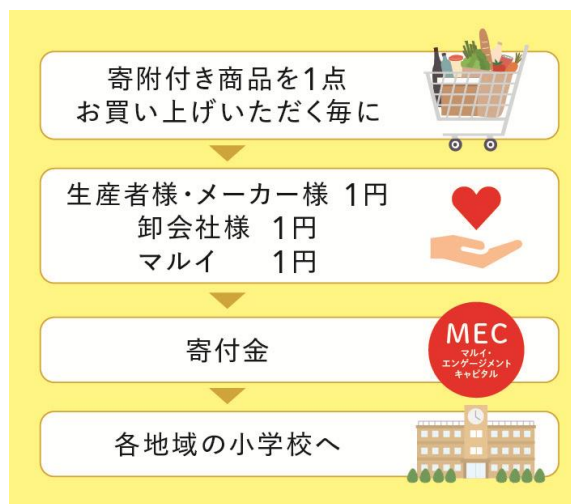 寄附付き商品を1点
お買い上げいただく毎に
生産者様・メーカー様 1円
卸会社様 1円
マルイ 1円
寄付金
MEC
マルイ・
エンゲージメント
キャピタル
各地域の小学校へ